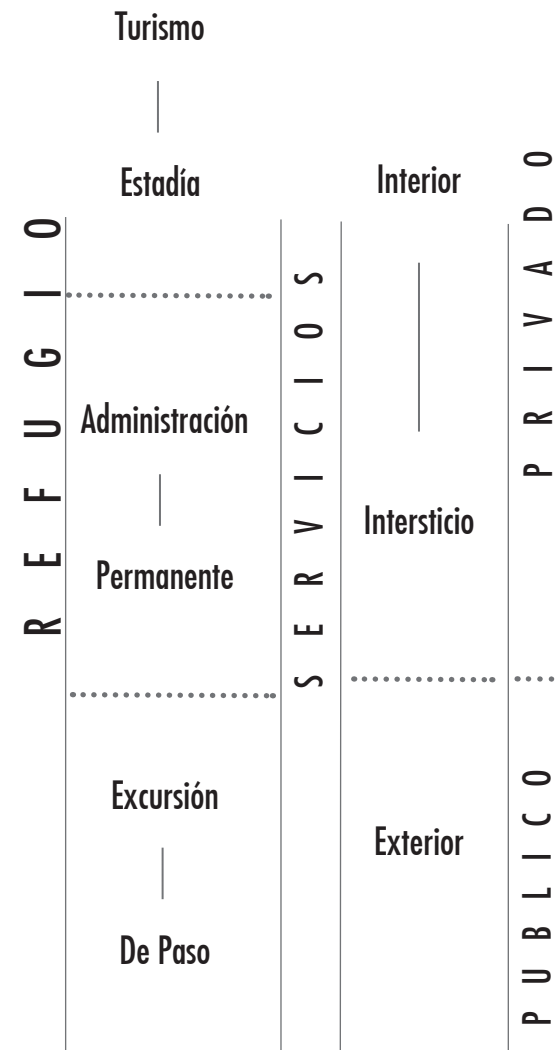 Turismo
Estadía
Administración
Permanente
Excursión
De Paso
REFUGIO
SERVICIOS
Interior
Intersticio
Exterior
PRIVADO
PUBLICO